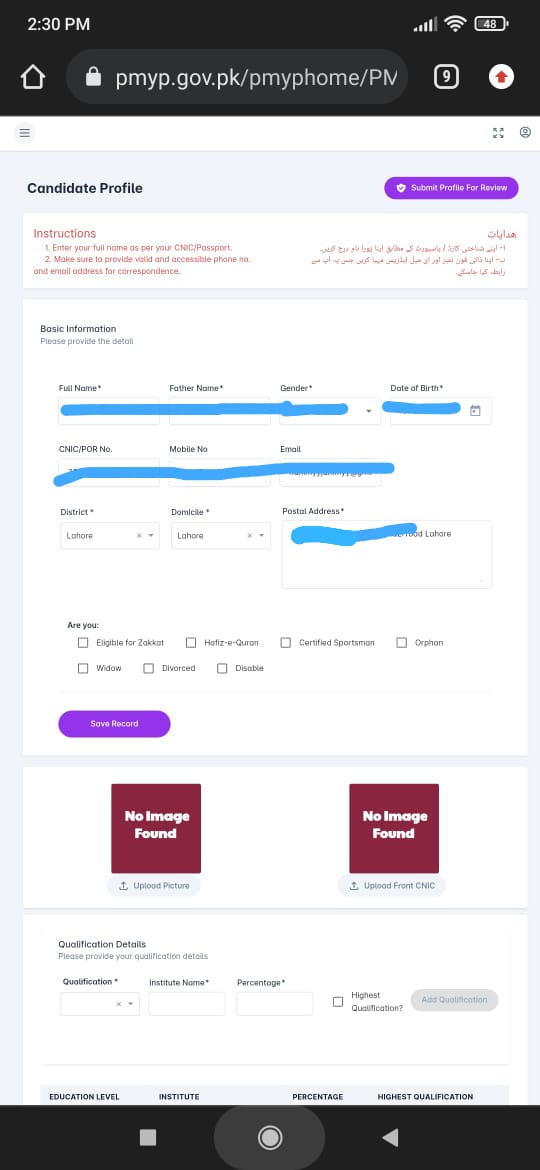 2:30 PM
48
pmyp.gov.pk/pmyphome/PM
9
Candidate Profile
Submit Profile For Review
Instructions
1. Enter your full name as per your CNIC/Passport.
2. Make sure to provide valid and accessible phone no.
and email address for correspondence.
هدایات
ا- اپنے شناختی کارڈ / پاسپورٹ کے مطابق اپنا پورا نام درج کریں.
ب- اپنا ذاتی فون نمبر اور ای میل ایڈریس مہیا کریں جس پہ آپ سے
رابطہ کیا جاسکے.
Basic Information
Please provide the detail
Full Name*
Father Name*
Gender*
Date of Birth*
CNIC/POR No.
Mobile No
Email
District *
Domicile *
Postal Address*
Lahore
Lahore
Lahore
Are you:
Eligible for Zakkat
Hafiz-e-Quran
Certified Sportsman
Orphan
Widow
Divorced
Disable
Save Record
No Image
Found
No Image
Found
Upload Picture
Upload Front CNIC
Qualification Details
Please provide your qualification details
Qualification *
Institute Name*
Percentage*
Highest
Qualification?
Add Qualification
EDUCATION LEVEL
INSTITUTE
PERCENTAGE
HIGHEST QUALIFICATION